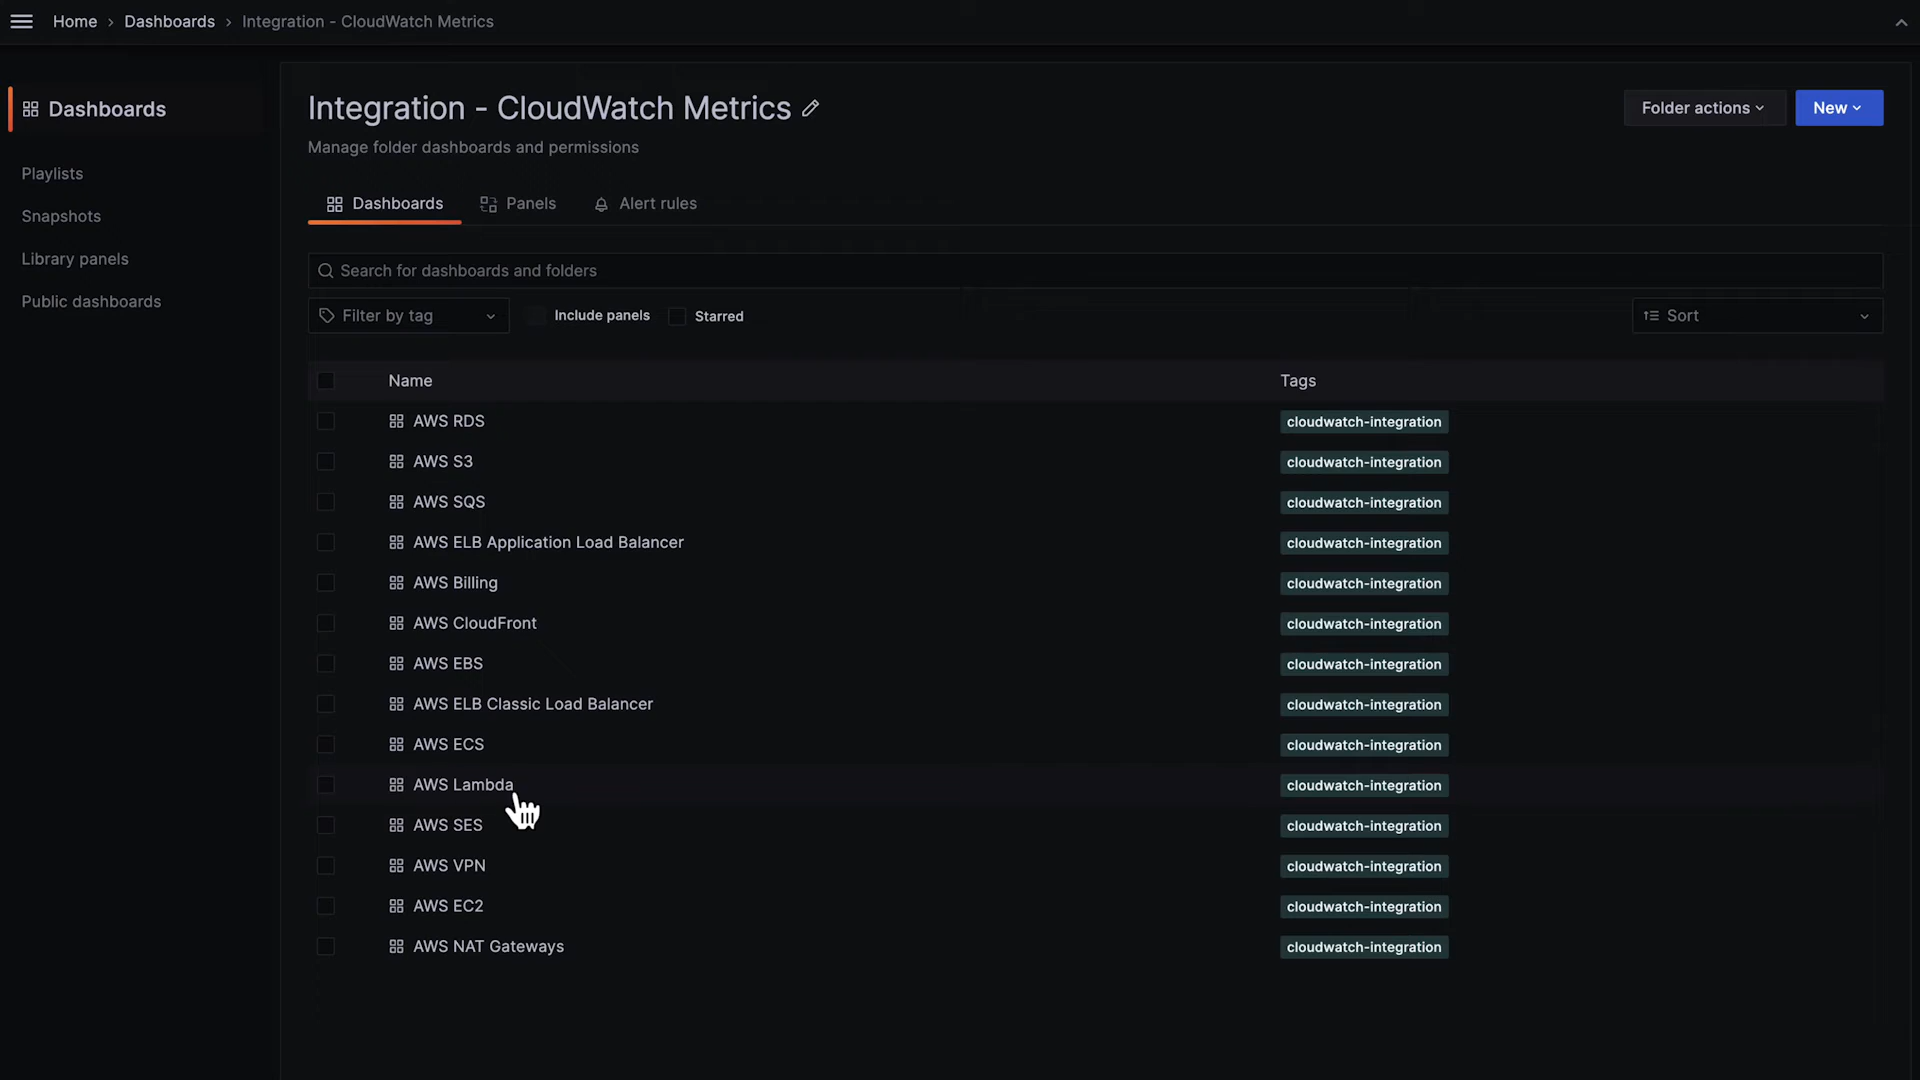 Home › Dashboards › Integration - CloudWatch Metrics
Dashboards
Playlists
Snapshots
Library panels
Public dashboards
Integration - CloudWatch Metrics
Folder actions
New
Manage folder dashboards and permissions
Dashboards Panels Alert rules
Search for dashboards and folders
Filter by tag Include panels Starred Sort
Name Tags
AWS RDS cloudwatch-integration
AWS S3 cloudwatch-integration
AWS SQS cloudwatch-integration
AWS ELB Application Load Balancer cloudwatch-integration
AWS Billing cloudwatch-integration
AWS CloudFront cloudwatch-integration
AWS EBS cloudwatch-integration
AWS ELB Classic Load Balancer cloudwatch-integration
AWS ECS cloudwatch-integration
AWS Lambda cloudwatch-integration
AWS SES cloudwatch-integration
AWS VPN cloudwatch-integration
AWS EC2 cloudwatch-integration
AWS NAT Gateways cloudwatch-integration